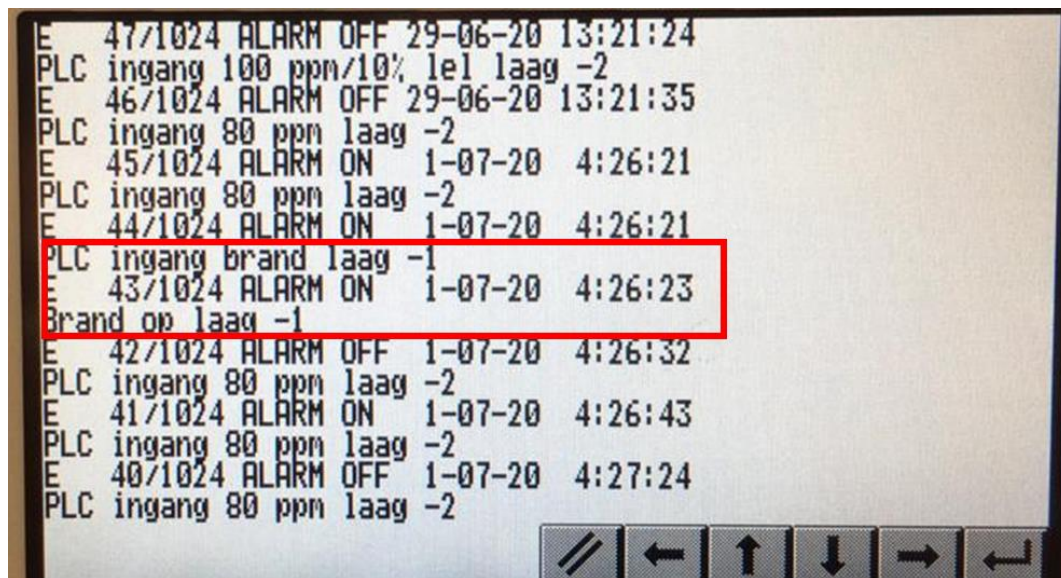 E 47/1024 ALARM OFF 29-06-20 13:21:24
PLC ingang 100 ppm/10% lel laag -2
E 46/1024 ALARM OFF 29-06-20 13:21:35
PLC ingang 80 ppm laag -2
E 45/1024 ALARM ON 1-07-20 4:26:21
PLC ingang 80 ppm laag -2
E 44/1024 ALARM ON 1-07-20 4:26:21
PLC ingang brand laag -1
E 43/1024 ALARM ON 1-07-20 4:26:23
Brand op laag -1
E 42/1024 ALARM OFF 1-07-20 4:26:32
PLC ingang 80 ppm laag -2
E 41/1024 ALARM ON 1-07-20 4:26:43
PLC ingang 80 ppm laag -2
E 40/1024 ALARM OFF 1-07-20 4:27:24
PLC ingang 80 ppm laag -2